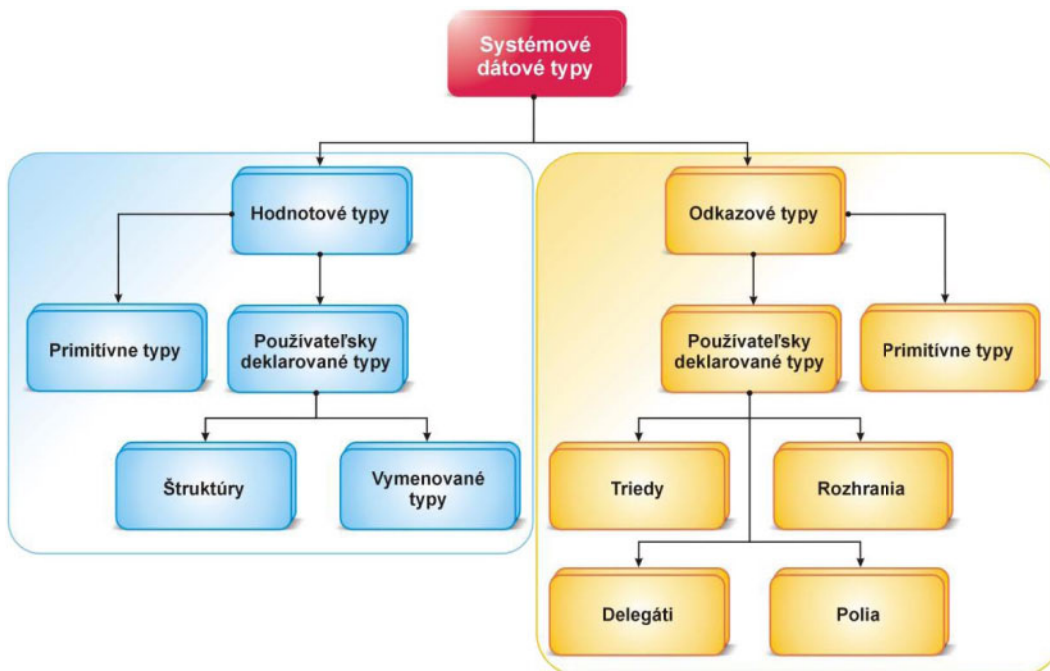 Systémové
dátové typy
Hodnotové typy
Odkazové typy
Primitívne typy
Používateľsky
deklarované typy
Používateľsky
deklarované typy
Primitívne typy
Štruktúry
Vymenované
typy
Triedy
Rozhrania
Delegáti
Polia